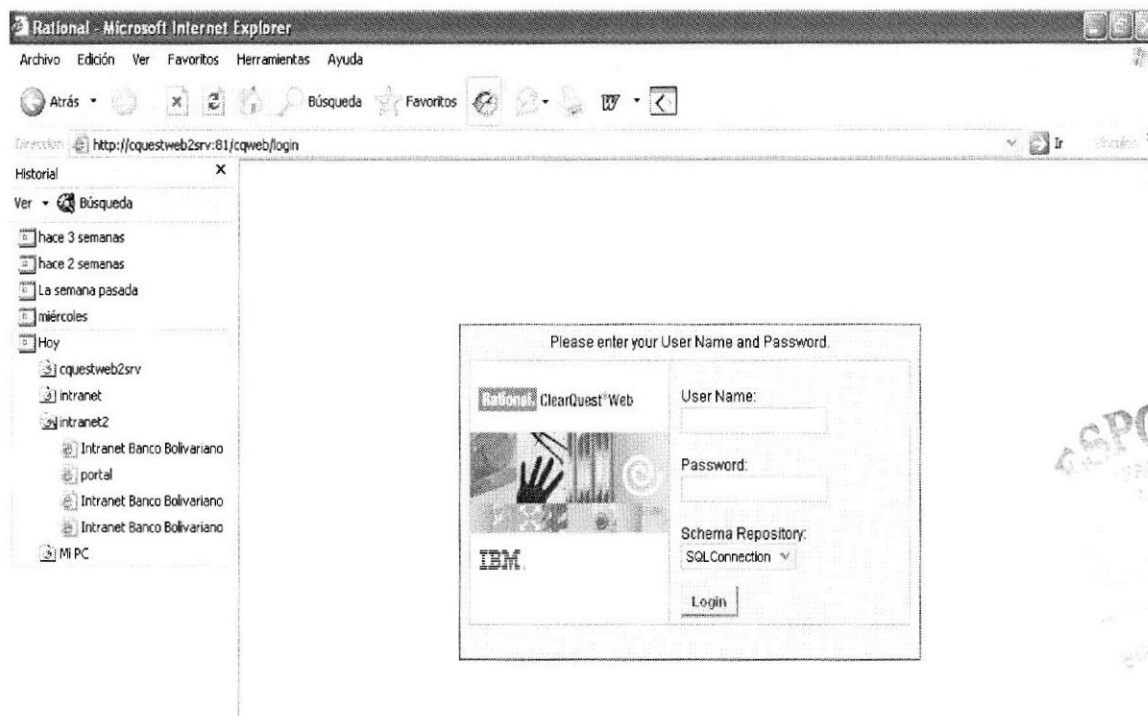 Rational - Microsoft Internet Explorer
Archivo Edición Ver Favoritos Herramientas Ayuda
Atrás Búsqueda Favoritos
Dirección http://cquestweb2srv:81/cqweb/login Ir
Historial x
Ver Búsqueda
hace 3 semanas
hace 2 semanas
La semana pasada
miércoles
Hoy
cquestweb2srv
intranet
intranet2
Intranet Banco Bolivariano
portal
Intranet Banco Bolivariano
Intranet Banco Bolivariano
Mi PC
Please enter your User Name and Password.
Rational. ClearQuest® Web
IBM.
User Name:
Password:
Schema Repository:
SQLConnection
Login
ESPO